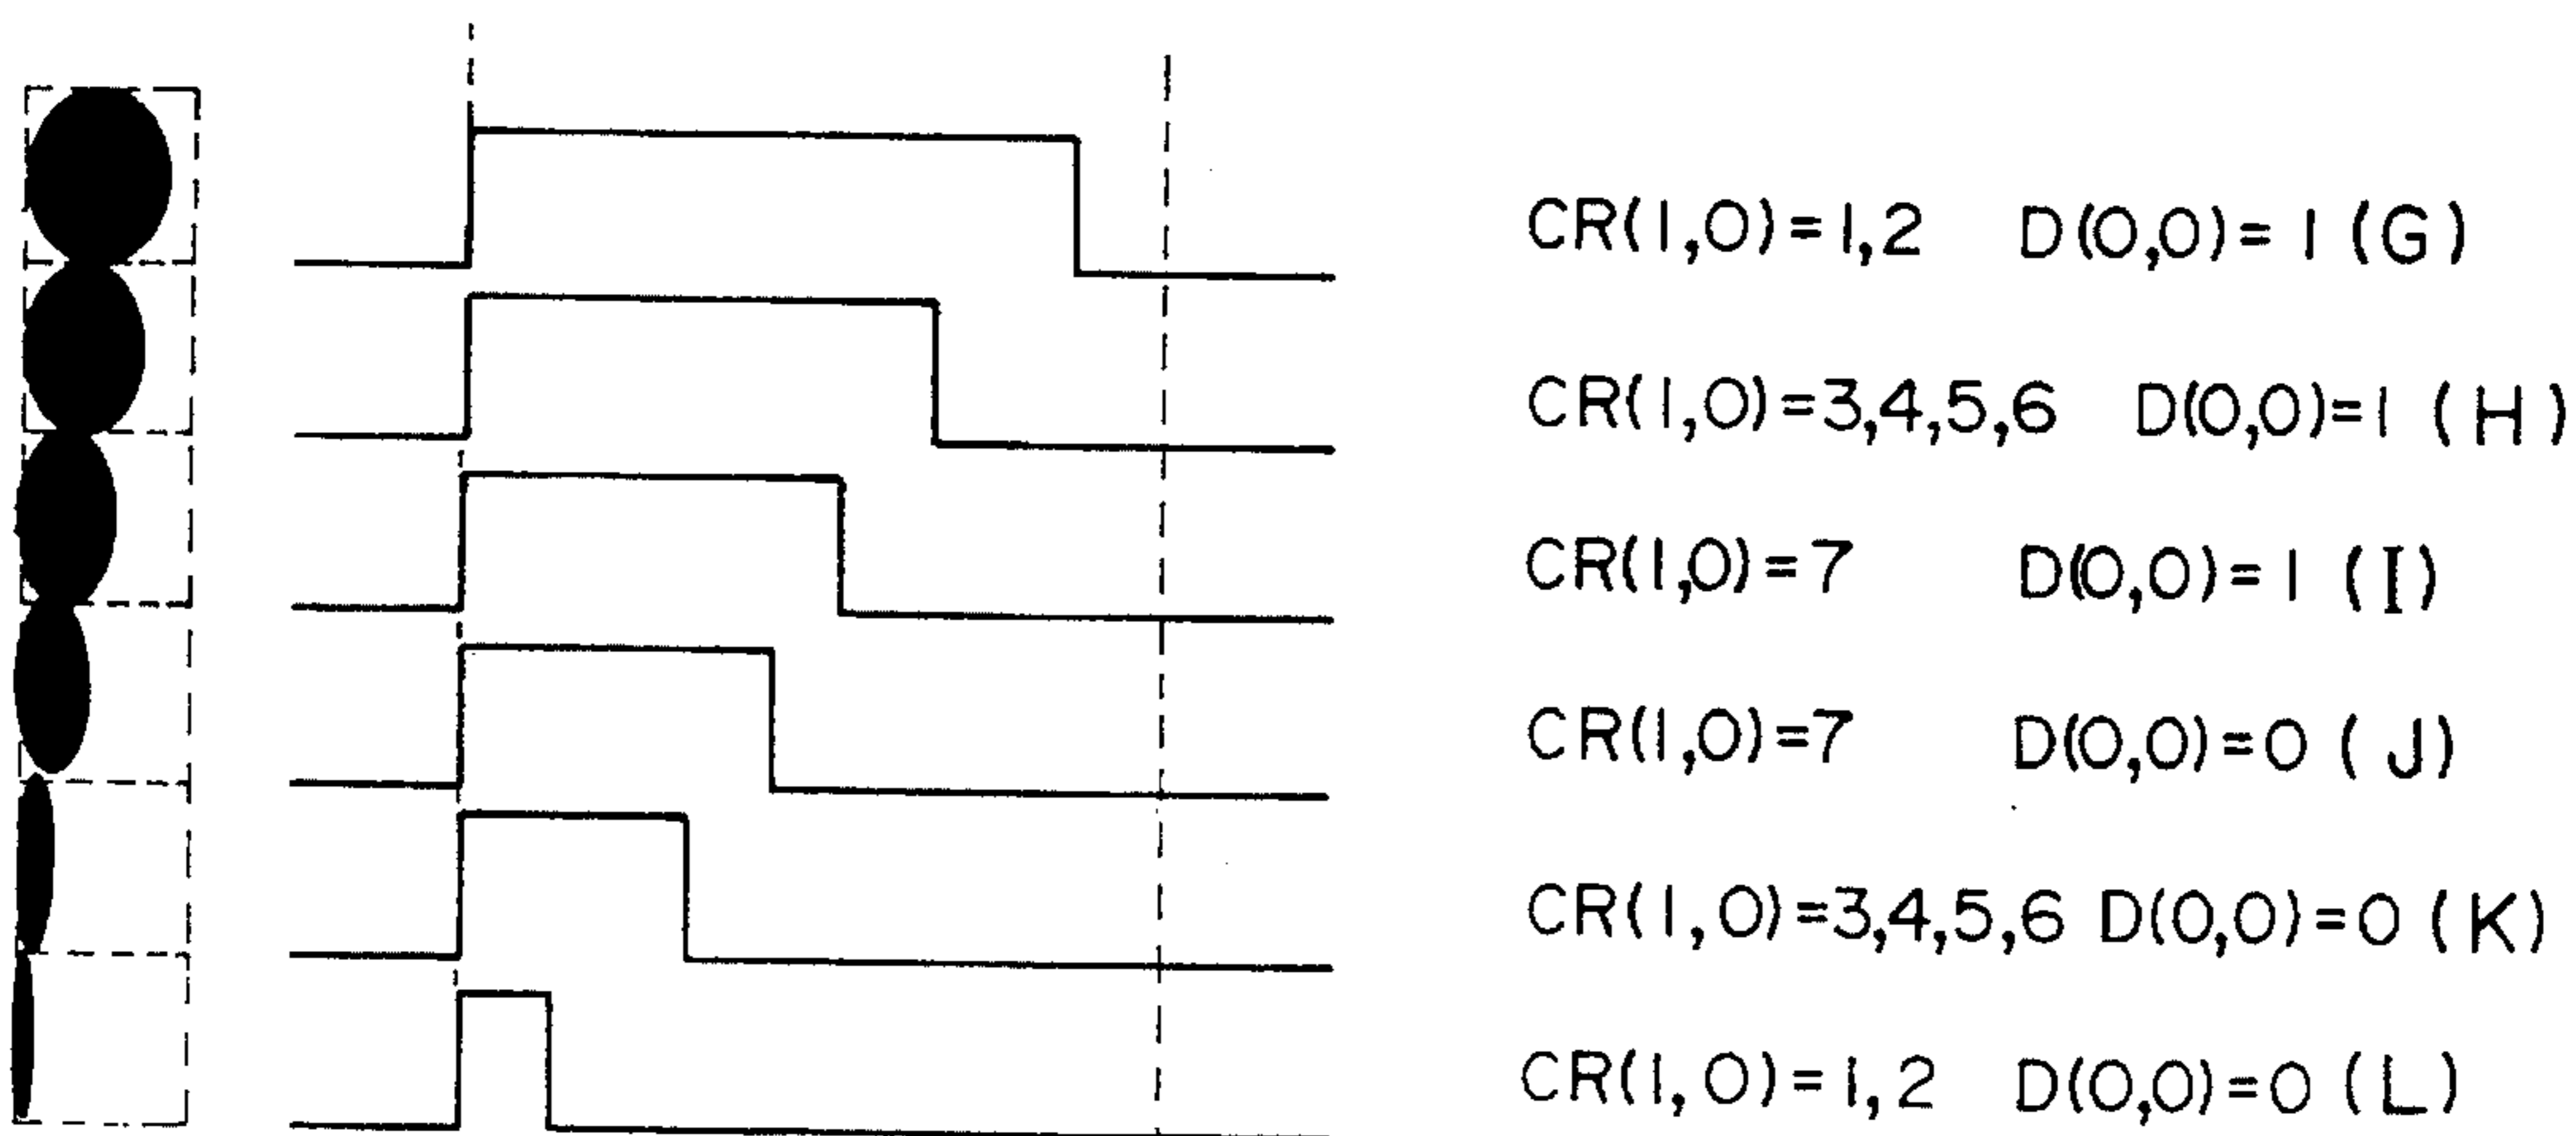 CR(1,0)=1,2 D(0,0)=1 (G)
CR(1,0)=3,4,5,6 D(0,0)=1 (H)
CR(1,0)=7 D(0,0)=1 (I)
CR(1,0)=7 D(0,0)=0 (J)
CR(1,0)=3,4,5,6 D(0,0)=0 (K)
CR(1,0)=1,2 D(0,0)=0 (L)